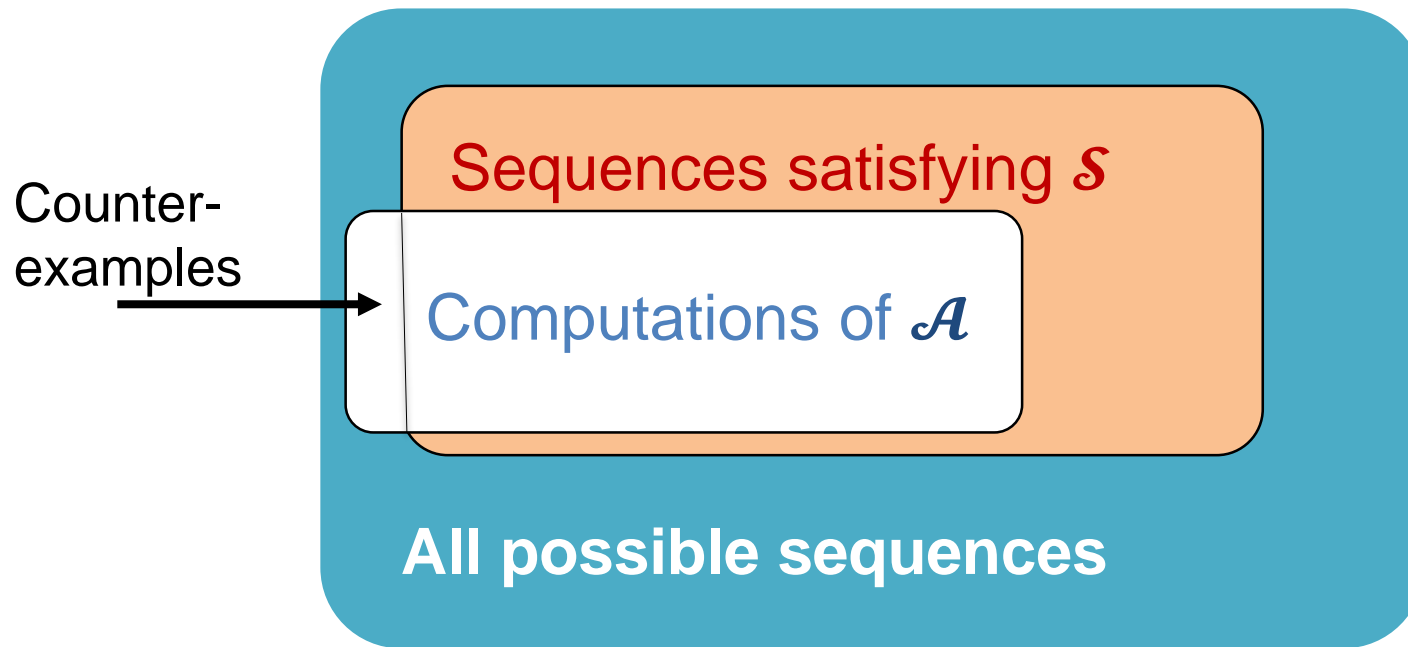 Sequences satisfying 𝓢
Counter-
examples
Computations of 𝓐
All possible sequences